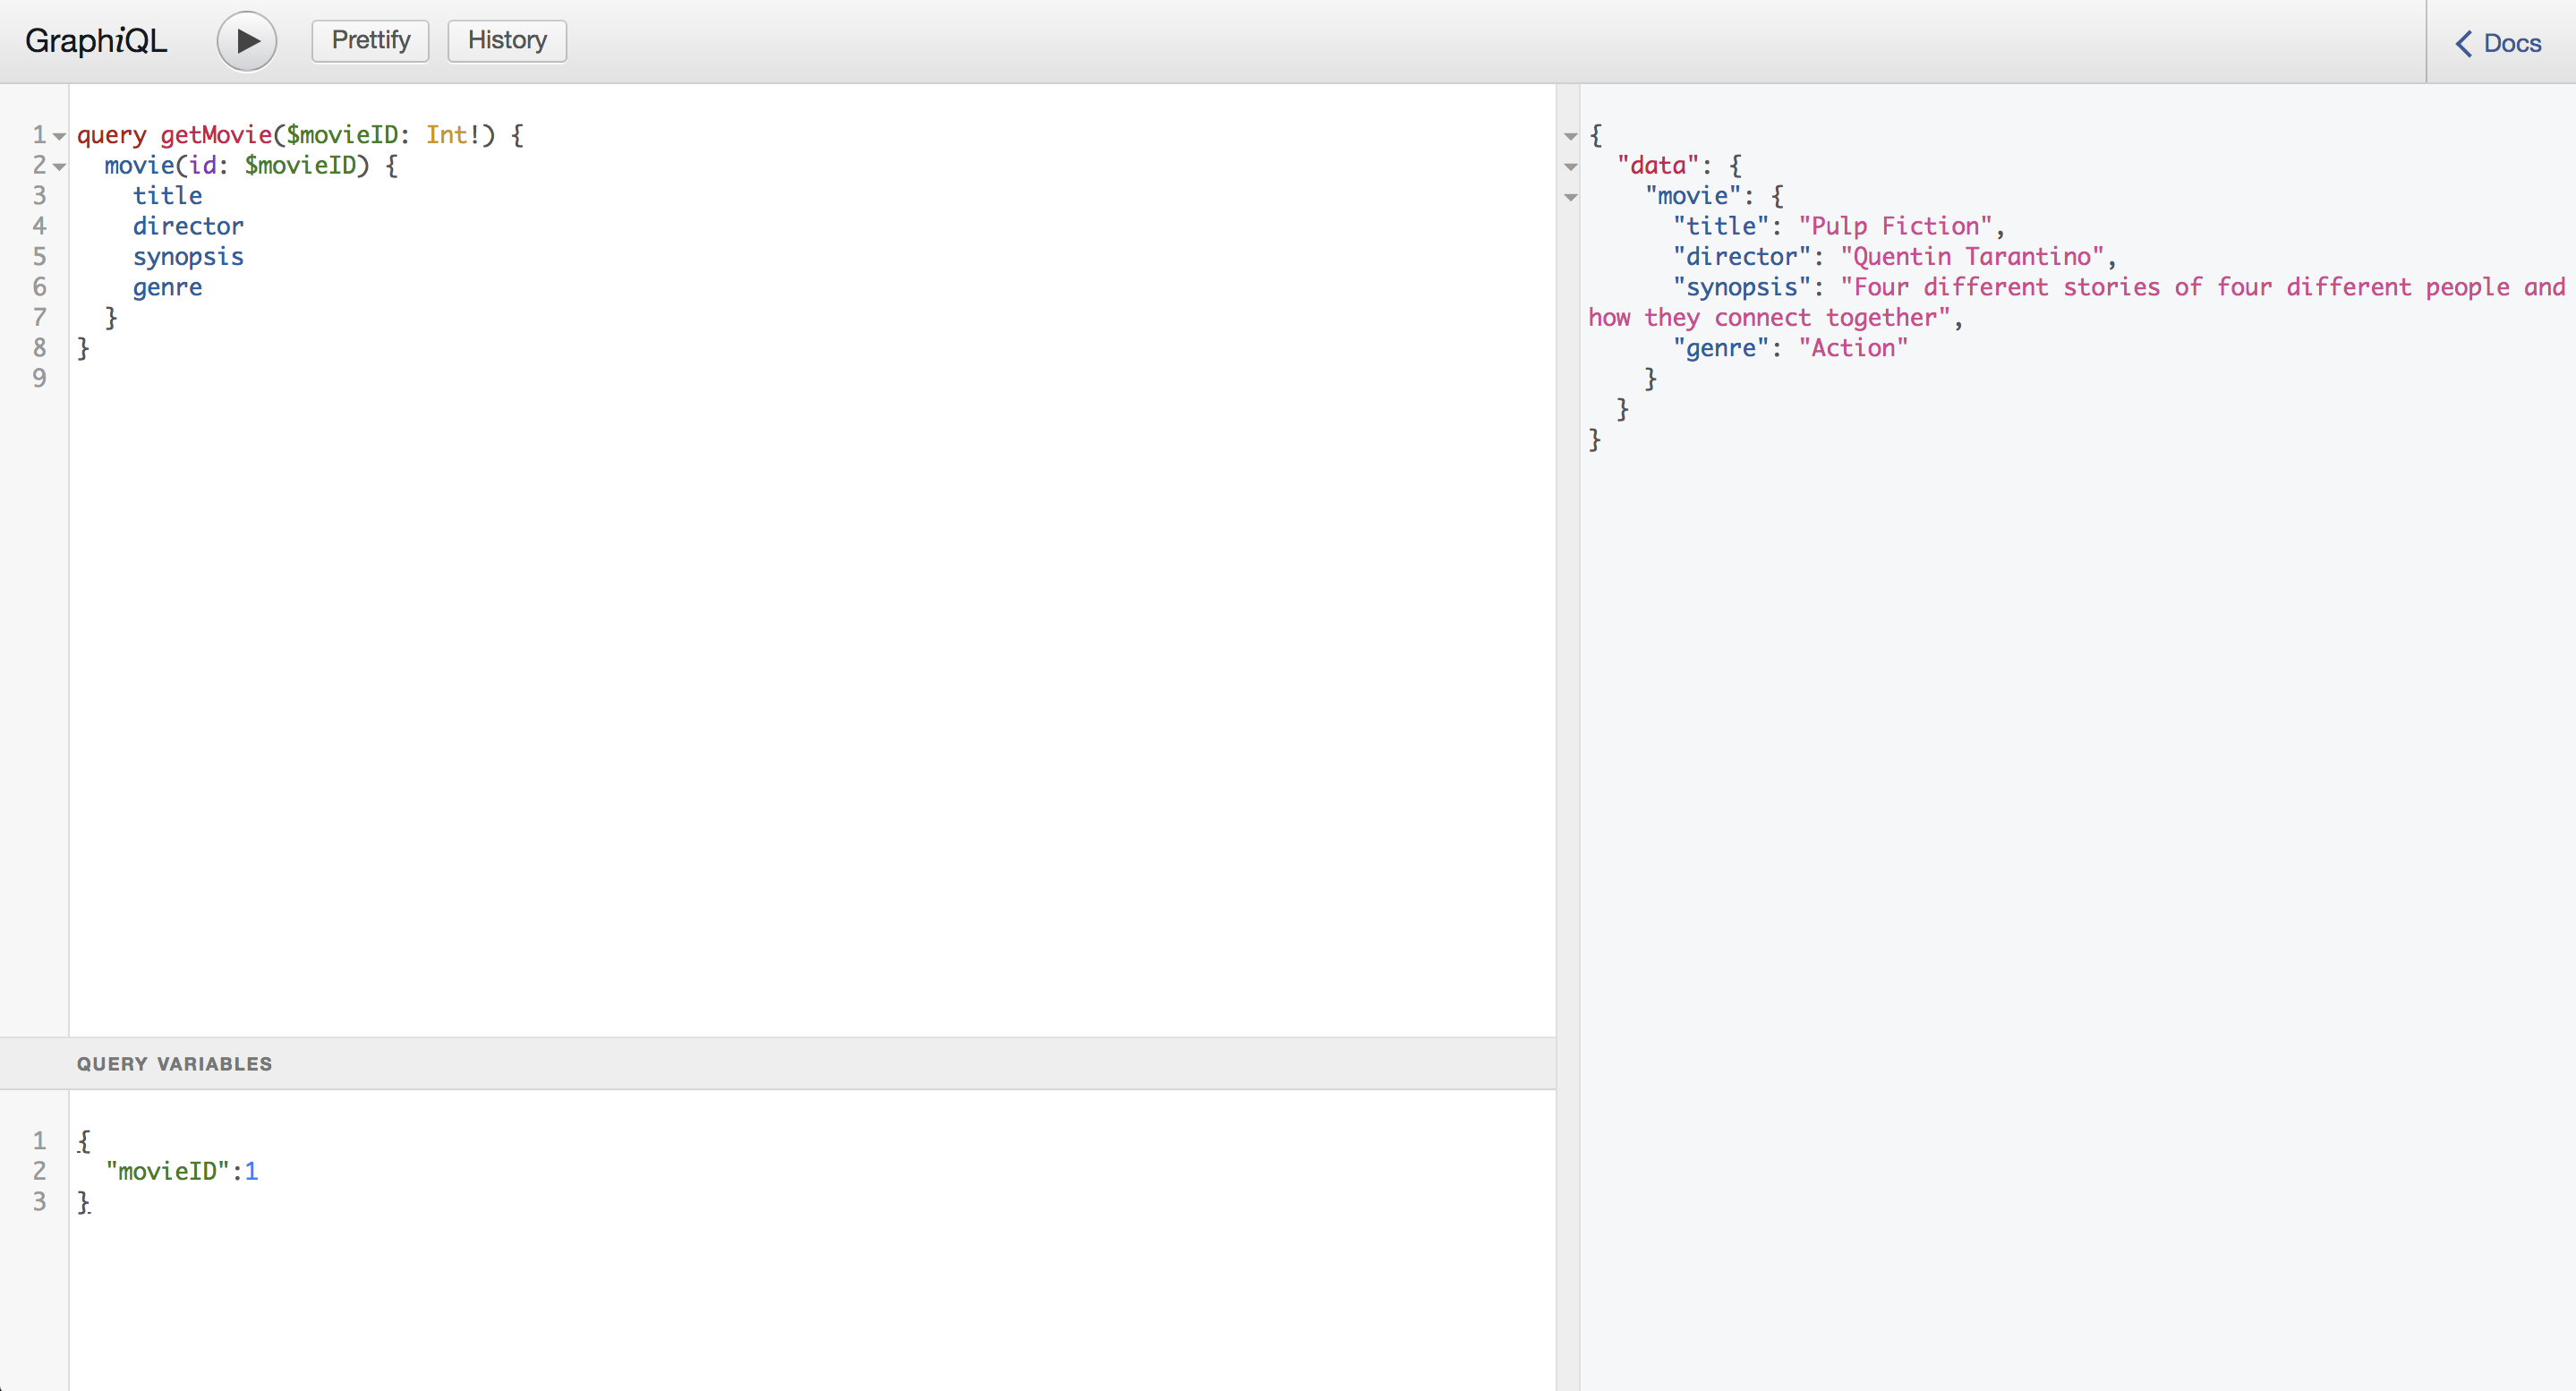 GraphiQL
Prettify
History
Docs
1 query getMovie($movieID: Int!) {
2   movie(id: $movieID) {
3     title
4     director
5     synopsis
6     genre
7   }
8 }
9
QUERY VARIABLES
1 {
2   "movieID":1
3 }
{
  "data": {
    "movie": {
      "title": "Pulp Fiction",
      "director": "Quentin Tarantino",
      "synopsis": "Four different stories of four different people and
how they connect together",
      "genre": "Action"
    }
  }
}